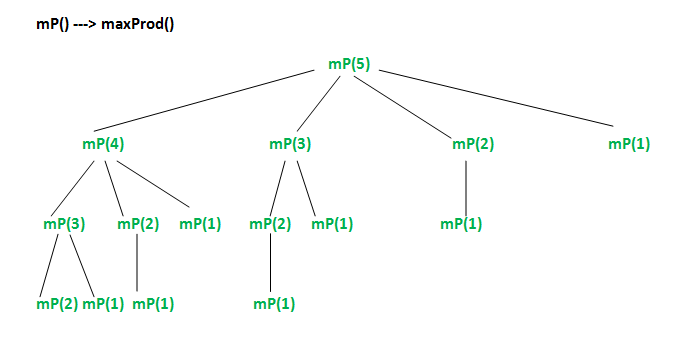 mP() ---> maxProd()
mP(5)
mP(4) mP(3) mP(2) mP(1)
mP(3) mP(2) mP(1) mP(2) mP(1) mP(1)
mP(2) mP(1) mP(1) mP(1)